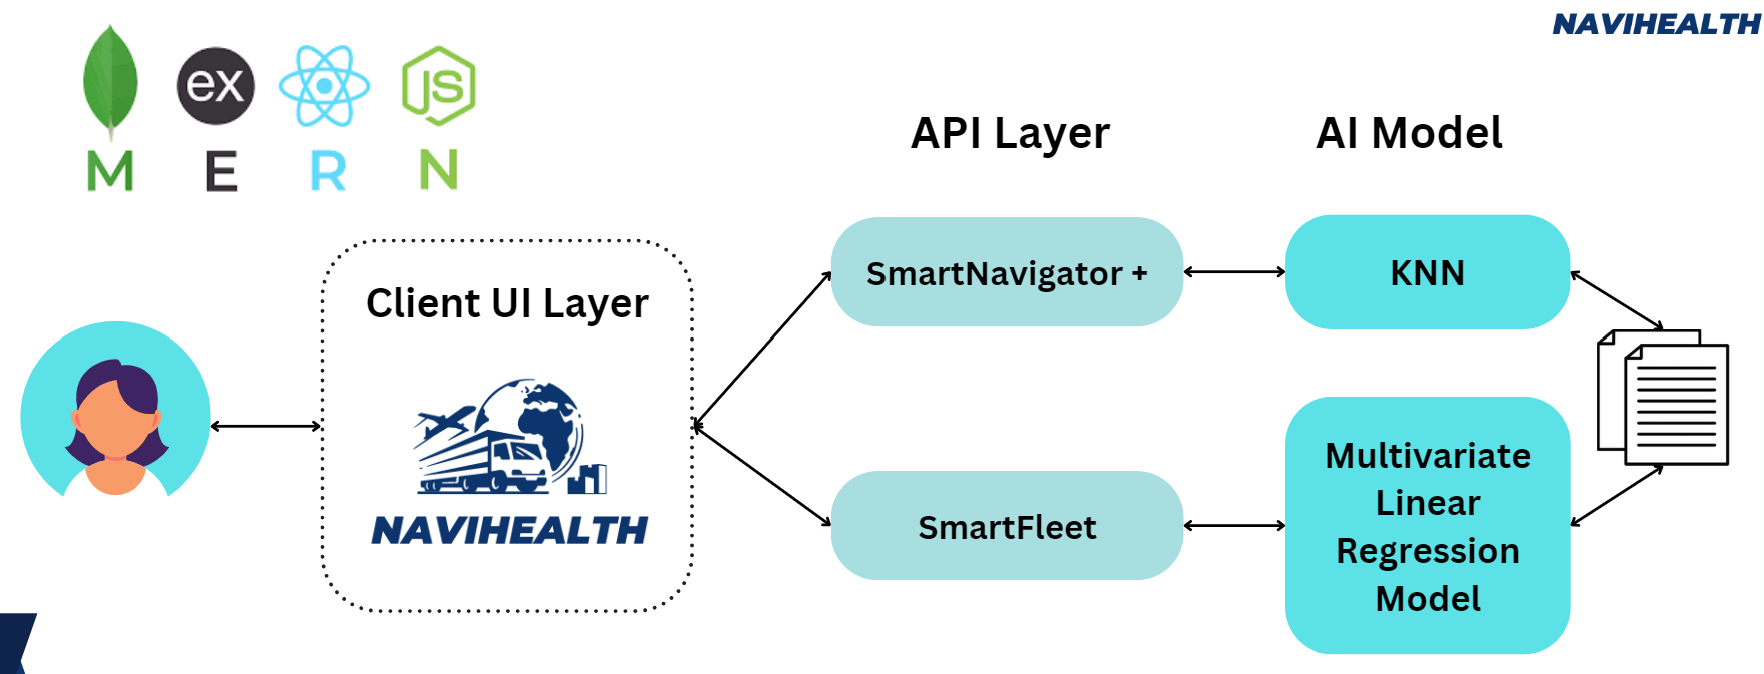 NAVIHEALTH
ex
JS
M E R N
API Layer
AI Model
SmartNavigator +
KNN
Client UI Layer
NAVIHEALTH
SmartFleet
Multivariate
Linear
Regression
Model